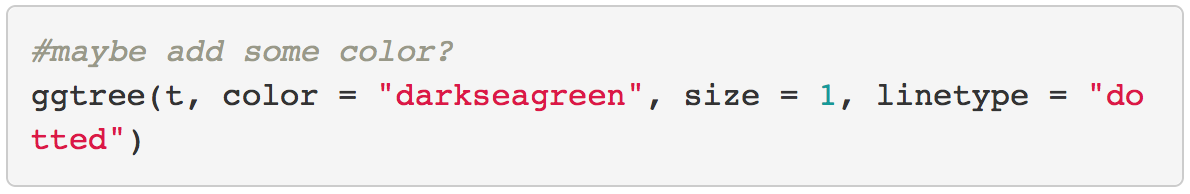 #maybe add some color?
ggtree(t, color = "darkseagreen", size = 1, linetype = "do
tted")